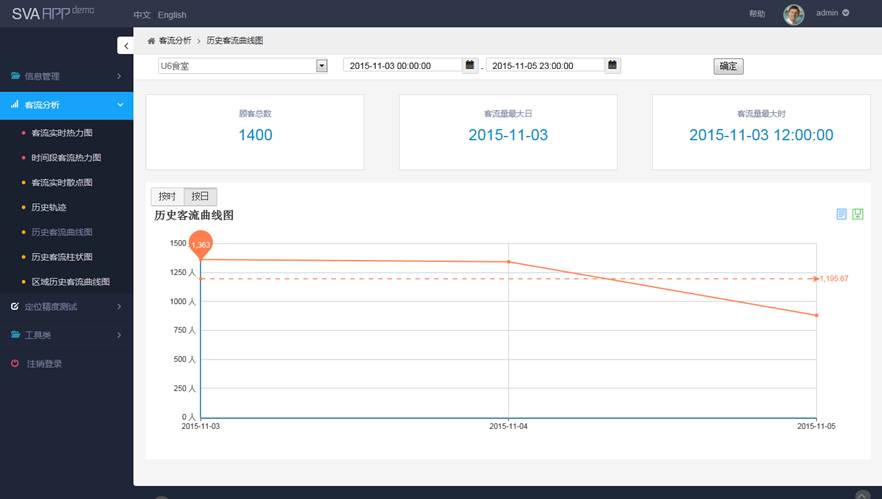 SVA APP demo
中文 English
帮助
admin
客流分析 > 历史客流曲线图
信息管理
客流分析
客流实时热力图
时间段客流热力图
客流实时散点图
历史轨迹
历史客流曲线图
历史客流柱状图
区域历史客流曲线图
定位精度测试
工具类
注销登录
U6食堂
2015-11-03 00:00:00
-
2015-11-05 23:00:00
确定
顾客总数
1400
客流量最大日
2015-11-03
客流量最大时
2015-11-03 12:00:00
按时 按日
历史客流曲线图
1500 人
1250 人
1000 人
750 人
500 人
250 人
0 人
1,363
1,195.67
2015-11-03
2015-11-04
2015-11-05